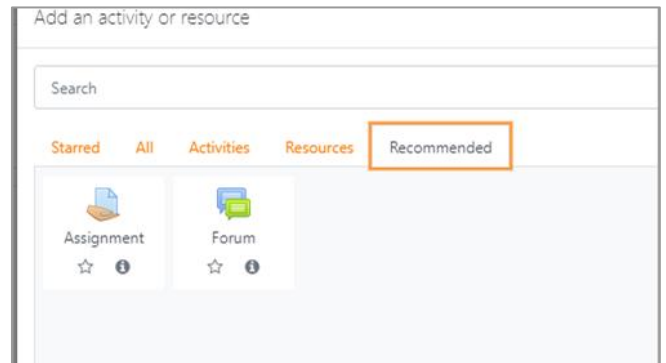 Add an activity or resource
Search
Starred All Activities Resources Recommended
Assignment Forum